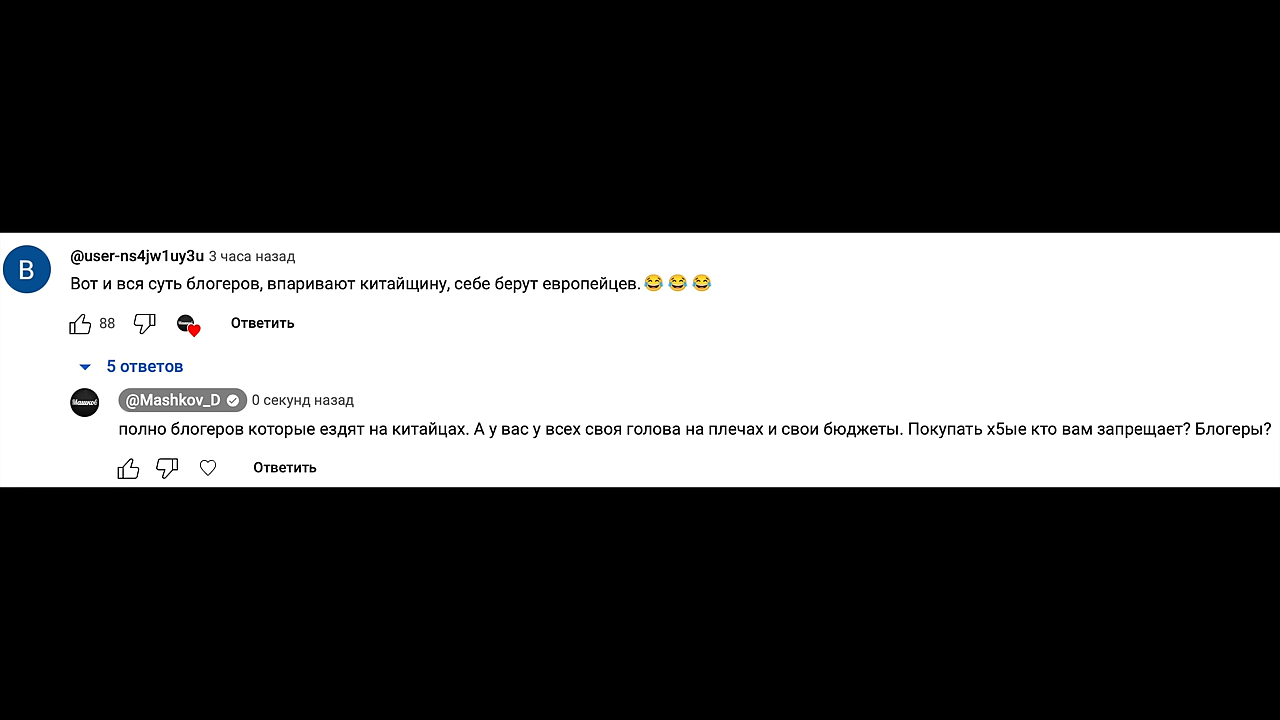 B
@user-ns4jw1uy3u 3 часа назад
Вот и вся суть блогеров, впаривают китайщину, себе берут европейцев.😂😂😂
88 Ответить
5 ответов
Машков
@Mashkov_D 0 секунд назад
полно блогеров которые ездят на китайцах. А у вас у всех своя голова на плечах и свои бюджеты. Покупать х5ые кто вам запрещает? Блогеры?
Ответить